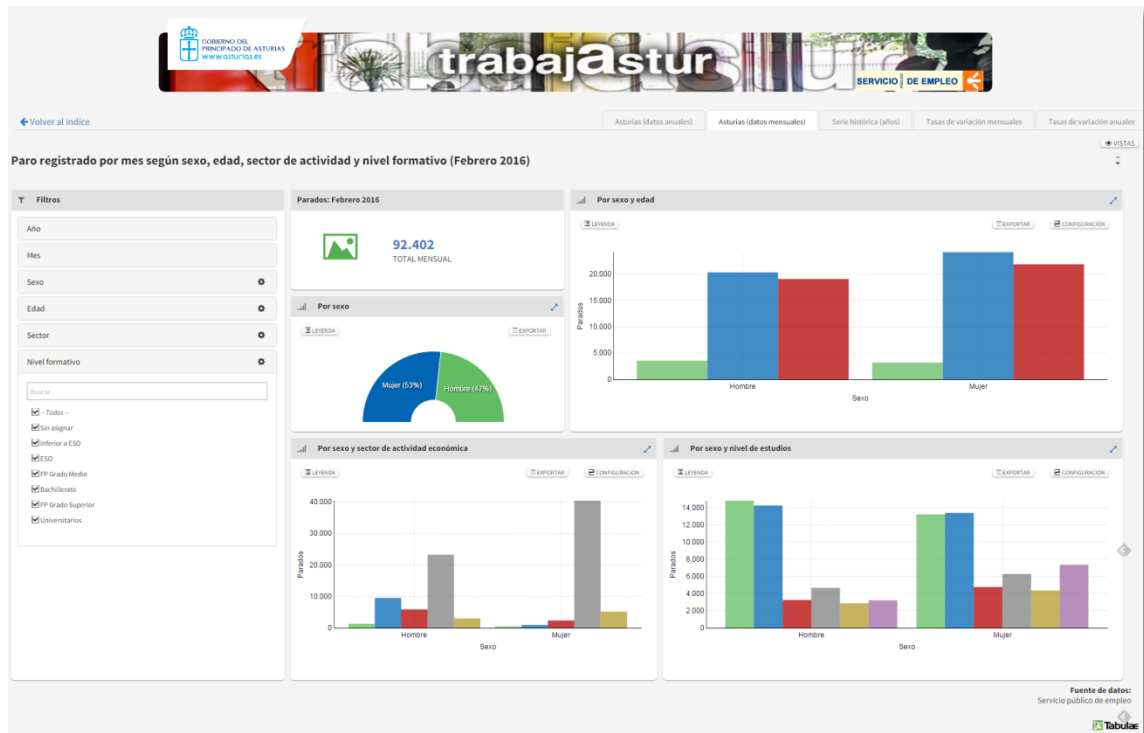 GOBIERNO DEL
PRINCIPADO DE ASTURIAS
www.asturias.es
trabajastur
SERVICIO PÚBLICO DE EMPLEO
Volver al indice
Asturias (datos anuales)
Asturias (datos mensuales)
Serie histórica (años)
Tasas de variación mensuales
Tasas de variación anuales
VISTAS
Paro registrado por mes según sexo, edad, sector de actividad y nivel formativo (Febrero 2016)
Filtros
Año
Mes
Sexo
Edad
Sector
Nivel formativo
Buscar
-- Todos --
Sin asignar
Inferior a ESO
ESO
FP Grado Medio
Bachillerato
FP Grado Superior
Universitarios
Parados: Febrero 2016
92.402
TOTAL MENSUAL
Por sexo
LEYENDA
EXPORTAR
Mujer (53%)
Hombre (47%)
Por sexo y edad
LEYENDA
EXPORTAR
CONFIGURACIÓN
20.000
15.000
10.000
5.000
0
Parados
Hombre
Mujer
Sexo
Por sexo y sector de actividad económica
LEYENDA
EXPORTAR
CONFIGURACIÓN
40.000
30.000
20.000
10.000
0
Parados
Hombre
Mujer
Sexo
Por sexo y nivel de estudios
LEYENDA
EXPORTAR
CONFIGURACIÓN
14.000
12.000
10.000
8.000
6.000
4.000
2.000
0
Parados
Hombre
Mujer
Sexo
Fuente de datos:
Servicio público de empleo
Tabulae